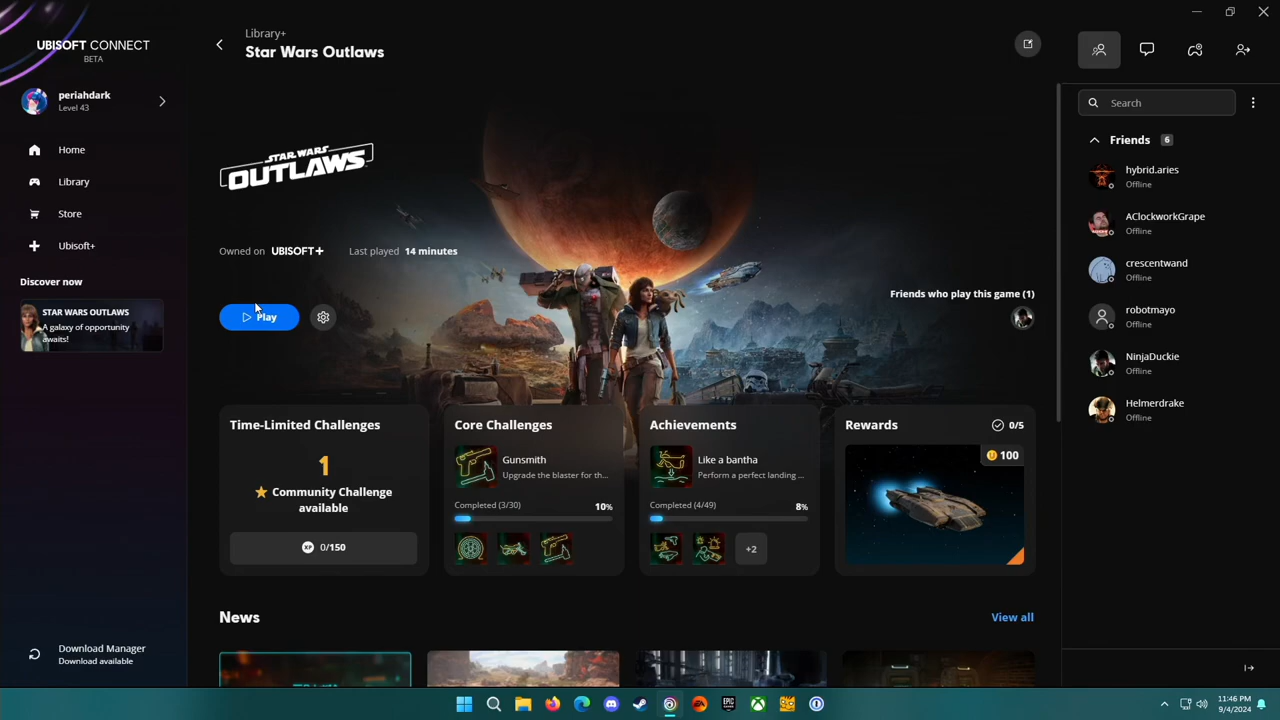 UBISOFT CONNECT
BETA
periahdark
Level 43
Home
Library
Store
Ubisoft+
Discover now
STAR WARS OUTLAWS
A galaxy of opportunity
awaits!
Download Manager
Download available
Library+
Star Wars Outlaws
STAR WARS
OUTLAWS
Owned on UBISOFT+
Last played 14 minutes
Play
Friends who play this game (1)
Time-Limited Challenges
1
Community Challenge
available
XP 0/150
Core Challenges
Gunsmith
Upgrade the blaster for th...
Completed (3/30)
10%
Achievements
Like a bantha
Perform a perfect landing ...
Completed (4/49)
8%
+2
Rewards
0/5
100
News
View all
Search
Friends 6
hybrid.aries
Offline
AClockworkGrape
Offline
crescentwand
Offline
robotmayo
Offline
NinjaDuckie
Offline
Helmerdrake
Offline
EA
EPIC
GAMES
11:46 PM
9/4/2024